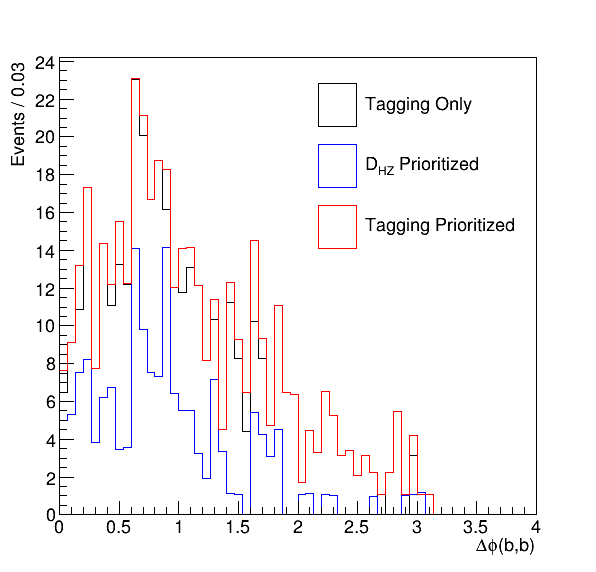 Events / 0.03
24
22
20
18
16
14
12
10
8
6
4
2
0
Tagging Only
D_HZ Prioritized
Tagging Prioritized
0 0.5 1 1.5 2 2.5 3 3.5 4
Δϕ(b,b)